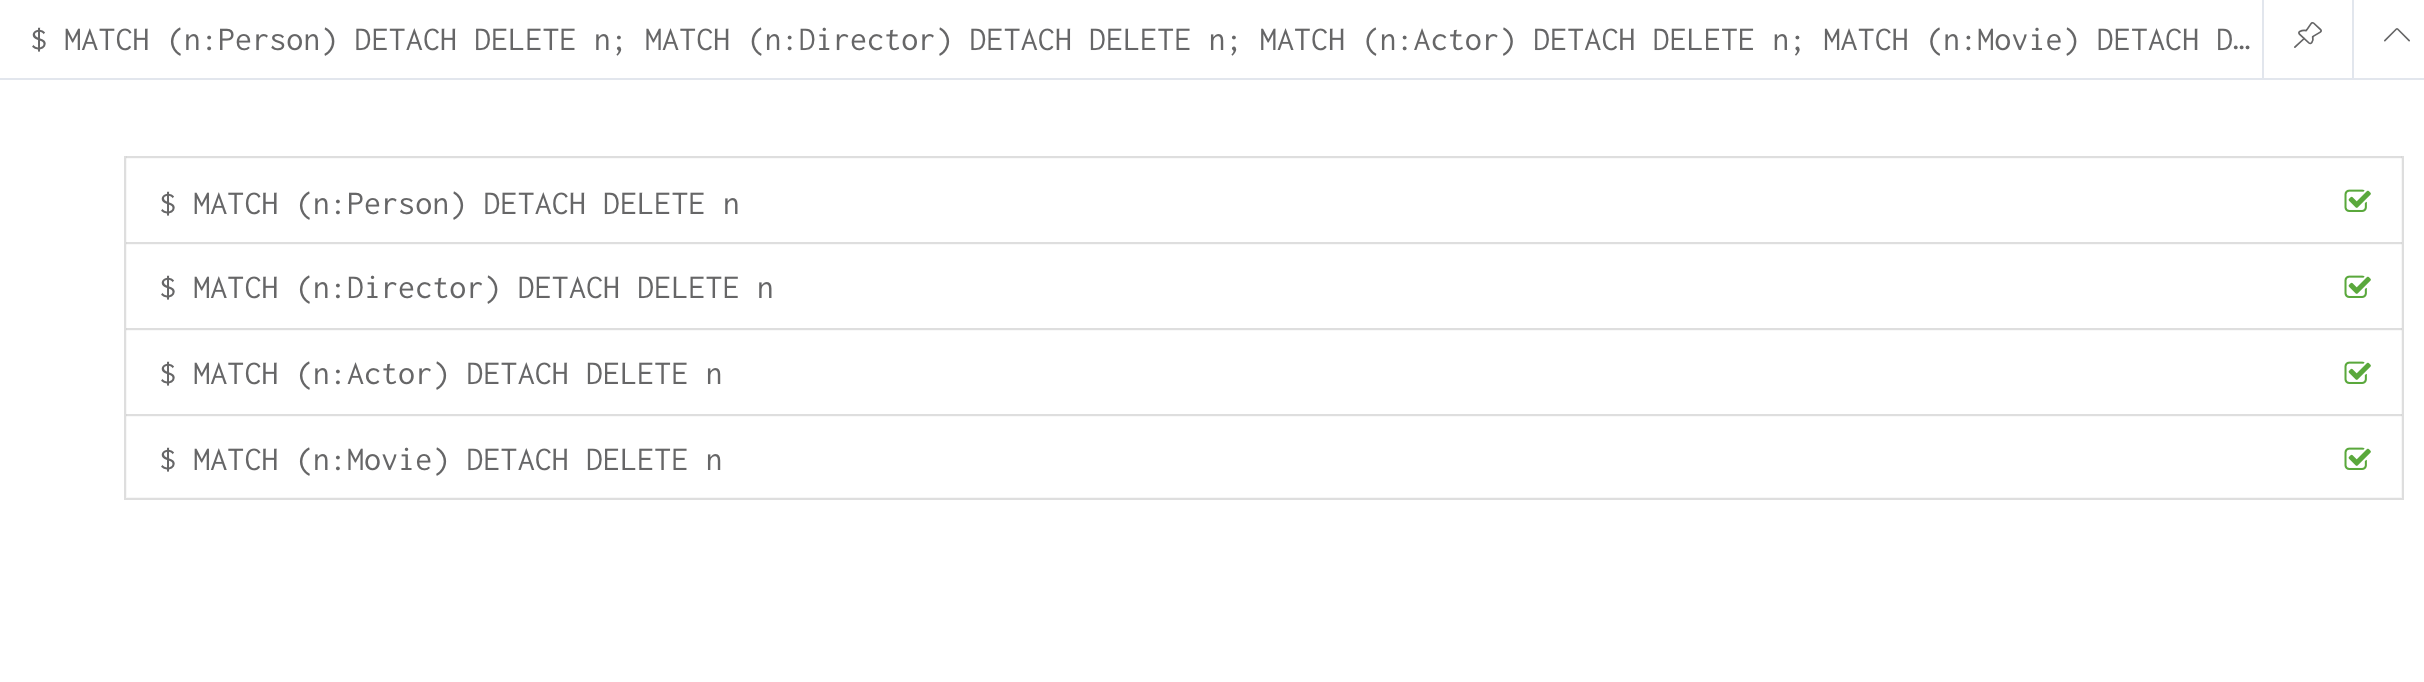 $ MATCH (n:Person) DETACH DELETE n; MATCH (n:Director) DETACH DELETE n; MATCH (n:Actor) DETACH DELETE n; MATCH (n:Movie) DETACH D…
$ MATCH (n:Person) DETACH DELETE n
$ MATCH (n:Director) DETACH DELETE n
$ MATCH (n:Actor) DETACH DELETE n
$ MATCH (n:Movie) DETACH DELETE n